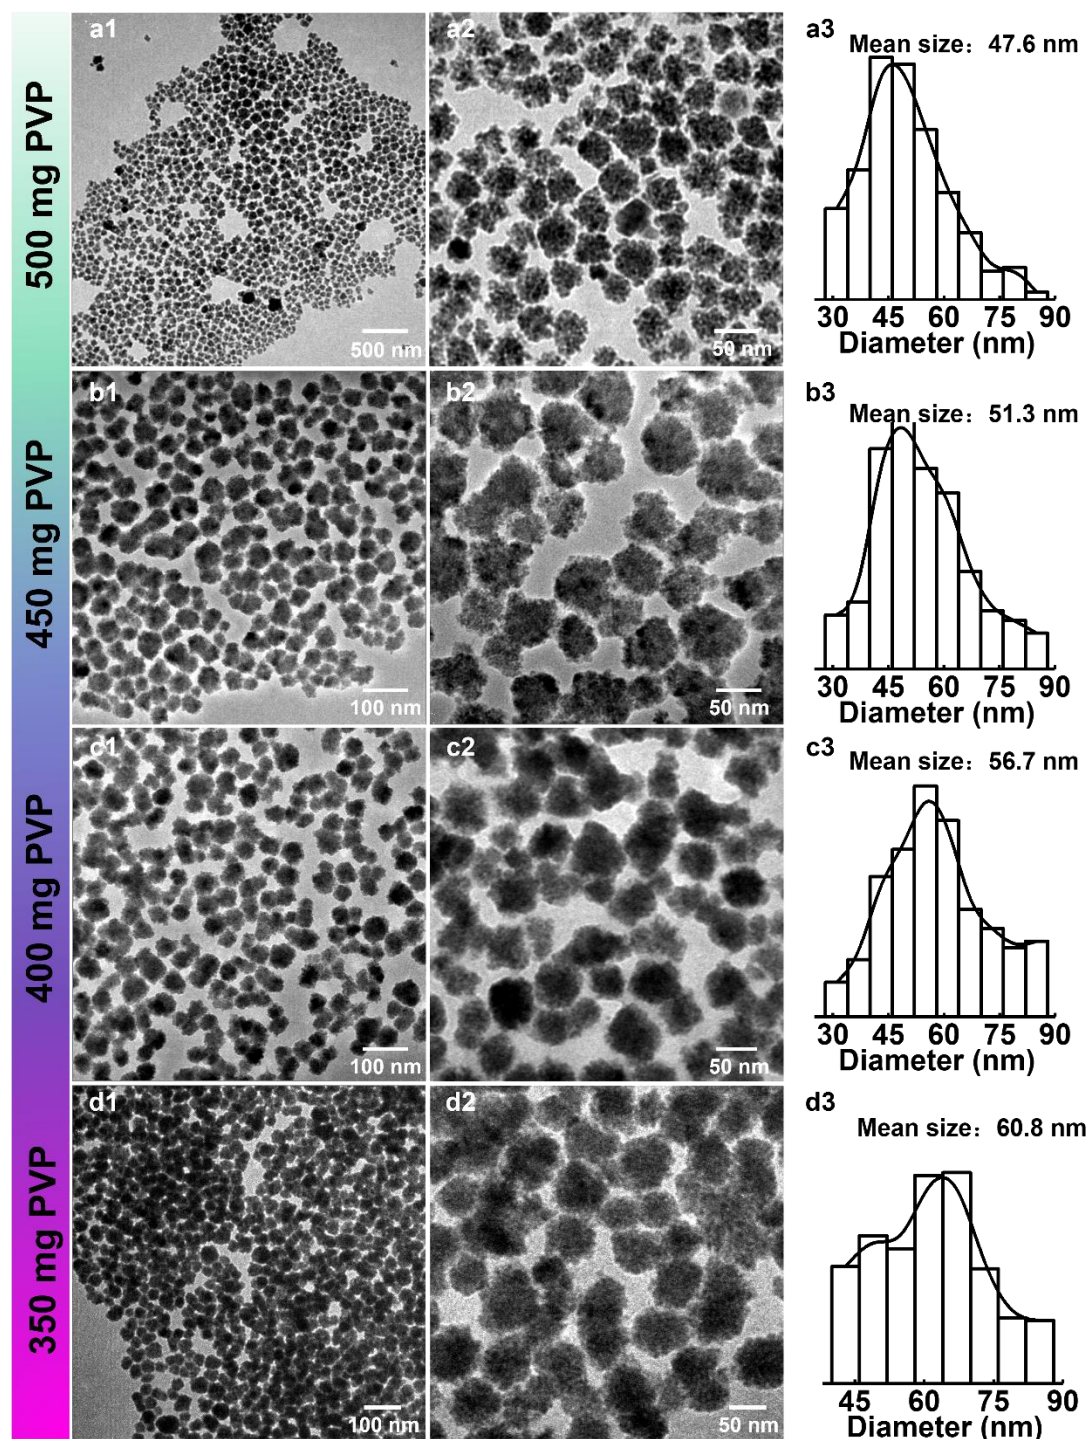 500 mg PVP
a1
500 nm
a2
50 nm
a3
Mean size: 47.6 nm
30 45 60 75 90
Diameter (nm)
450 mg PVP
b1
100 nm
b2
50 nm
b3
Mean size: 51.3 nm
30 45 60 75 90
Diameter (nm)
400 mg PVP
c1
100 nm
c2
50 nm
c3
Mean size: 56.7 nm
30 45 60 75 90
Diameter (nm)
350 mg PVP
d1
100 nm
d2
50 nm
d3
Mean size: 60.8 nm
45 60 75 90
Diameter (nm)